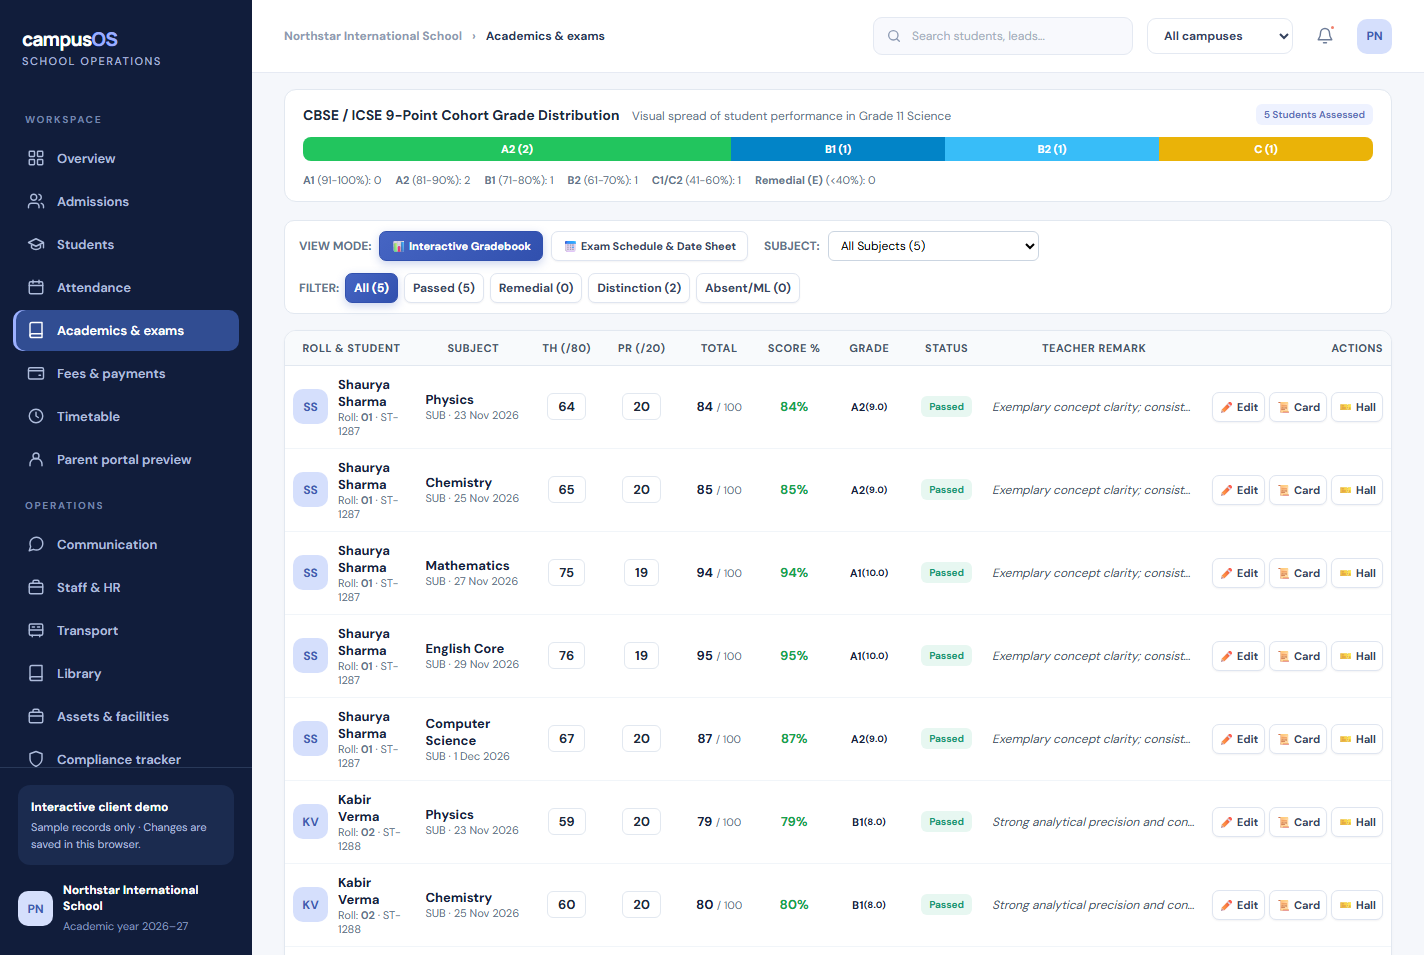 campusOS
SCHOOL OPERATIONS
WORKSPACE
Overview
Admissions
Students
Attendance
Academics & exams
Fees & payments
Timetable
Parent portal preview
OPERATIONS
Communication
Staff & HR
Transport
Library
Assets & facilities
Compliance tracker
Interactive client demo
Sample records only · Changes are
saved in this browser.
PN
Northstar International
School
Academic year 2026–27
Northstar International School › Academics & exams
Search students, leads...
All campuses
PN
CBSE / ICSE 9-Point Cohort Grade Distribution Visual spread of student performance in Grade 11 Science
5 Students Assessed
A2 (2) B1 (1) B2 (1) C (1)
A1 (91-100%): 0 A2 (81-90%): 2 B1 (71-80%): 1 B2 (61-70%): 1 C1/C2 (41-60%): 1 Remedial (E) (<40%): 0
VIEW MODE: Interactive Gradebook Exam Schedule & Date Sheet SUBJECT: All Subjects (5)
FILTER: All (5) Passed (5) Remedial (0) Distinction (2) Absent/ML (0)
ROLL & STUDENT SUBJECT TH (/80) PR (/20) TOTAL SCORE % GRADE STATUS TEACHER REMARK ACTIONS
SS
Shaurya
Sharma
Roll: 01 · ST-
1287
Physics
SUB · 23 Nov 2026
64 20 84 / 100 84% A2(9.0) Passed Exemplary concept clarity; consist... Edit Card Hall
SS
Shaurya
Sharma
Roll: 01 · ST-
1287
Chemistry
SUB · 25 Nov 2026
65 20 85 / 100 85% A2(9.0) Passed Exemplary concept clarity; consist... Edit Card Hall
SS
Shaurya
Sharma
Roll: 01 · ST-
1287
Mathematics
SUB · 27 Nov 2026
75 19 94 / 100 94% A1(10.0) Passed Exemplary concept clarity; consist... Edit Card Hall
SS
Shaurya
Sharma
Roll: 01 · ST-
1287
English Core
SUB · 29 Nov 2026
76 19 95 / 100 95% A1(10.0) Passed Exemplary concept clarity; consist... Edit Card Hall
SS
Shaurya
Sharma
Roll: 01 · ST-
1287
Computer
Science
SUB · 1 Dec 2026
67 20 87 / 100 87% A2(9.0) Passed Exemplary concept clarity; consist... Edit Card Hall
KV
Kabir
Verma
Roll: 02 · ST-
1288
Physics
SUB · 23 Nov 2026
59 20 79 / 100 79% B1(8.0) Passed Strong analytical precision and con... Edit Card Hall
KV
Kabir
Verma
Roll: 02 · ST-
1288
Chemistry
SUB · 25 Nov 2026
60 20 80 / 100 80% B1(8.0) Passed Strong analytical precision and con... Edit Card Hall